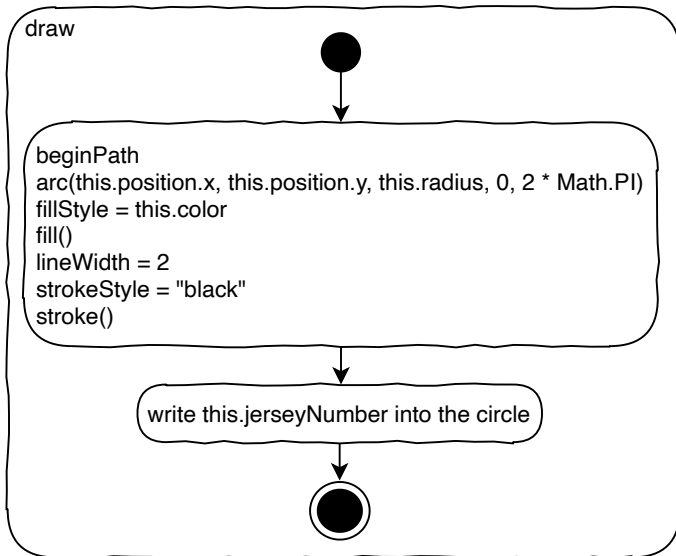 draw
beginPath
arc(this.position.x, this.position.y, this.radius, 0, 2 * Math.PI)
fillStyle = this.color
fill()
lineWidth = 2
strokeStyle = "black"
stroke()
write this.jerseyNumber into the circle